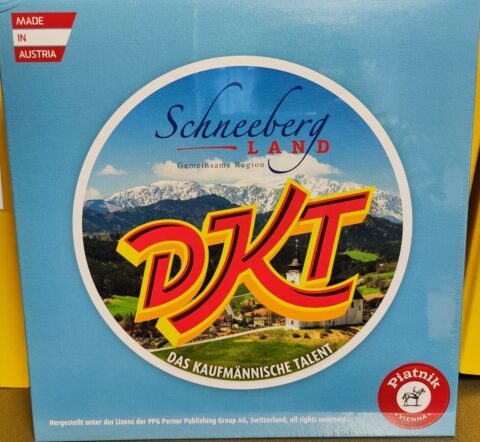 MADE
IN
AUSTRIA
Schneeberg
LAND
Gemeinsame Region
DKT
DAS KAUFMÄNNISCHE TALENT
Piatnik
VIENNA
Hergestellt unter der Lizenz der PPG Perner Publishing Group AG, Switzerland, all rights reserved.